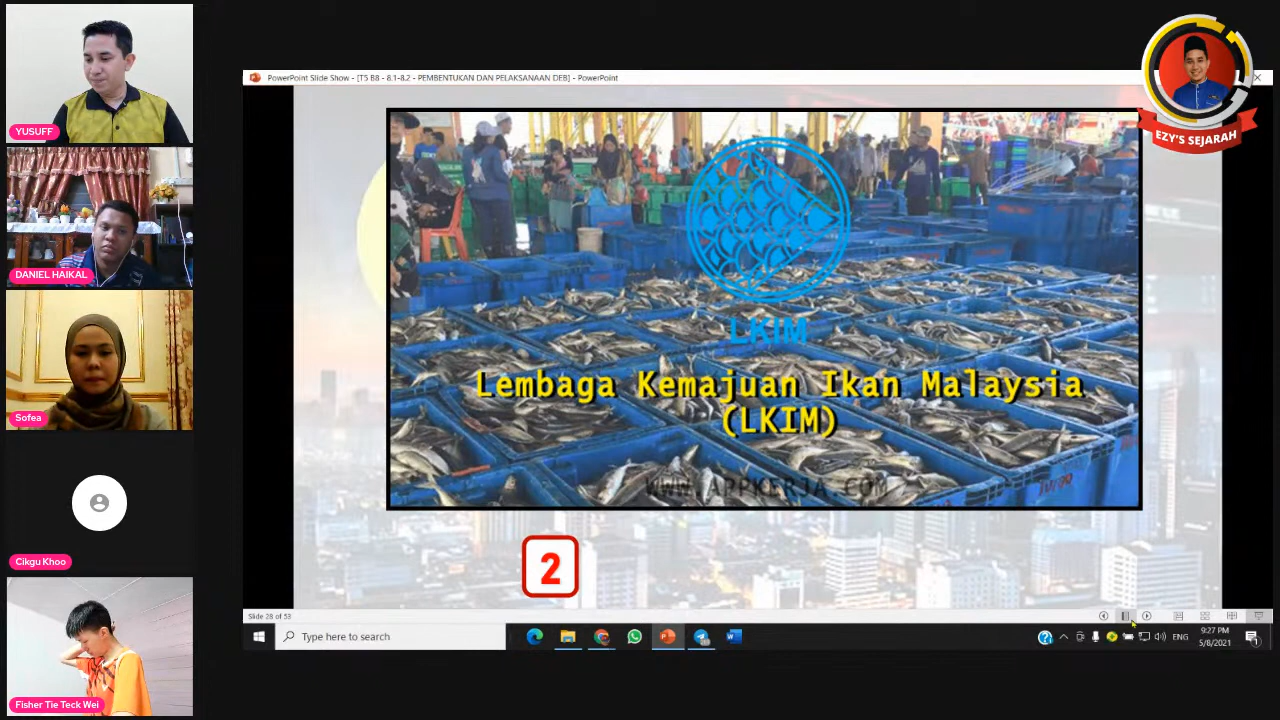 YUSUFF
DANIEL HAIKAL
Sofea
Cikgu Khoo
Fisher Tie Teck Wei
PowerPoint Slide Show - [T5 B8 - 8.1-8.2 - PEMBENTUKAN DAN PELAKSANAAN DEB] - PowerPoint
EZY'S SEJARAH
LKIM
Lembaga Kemajuan Ikan Malaysia
(LKIM)
WWW.APPKERJA.COM
2
Slide 28 of 53
Type here to search
ENG
9:27 PM
5/8/2021